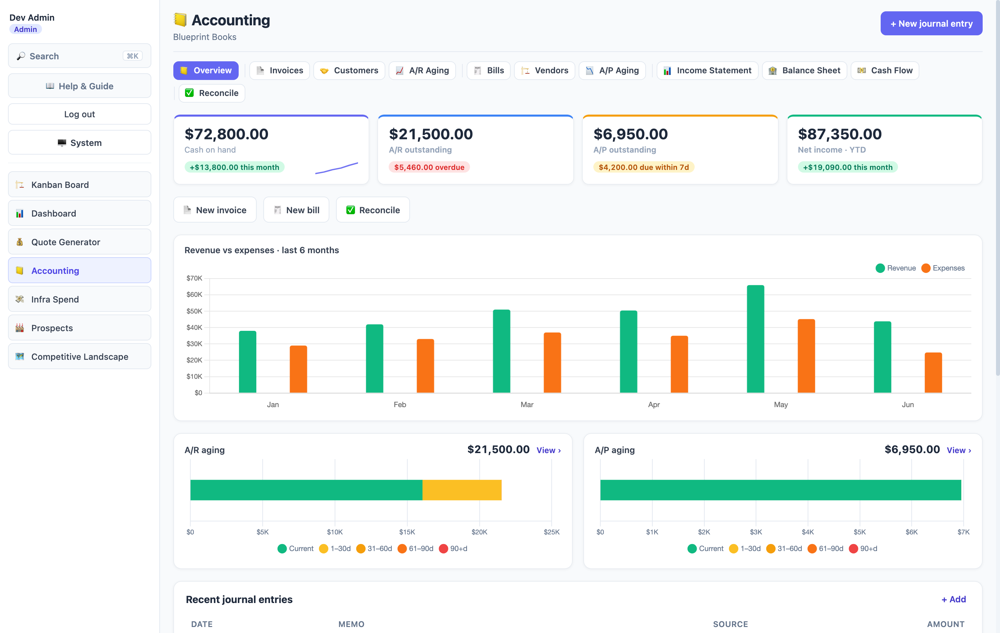 Dev Admin
Admin
Search ⌘K
Help & Guide
Log out
System
Kanban Board
Dashboard
Quote Generator
Accounting
Infra Spend
Prospects
Competitive Landscape
Accounting
Blueprint Books
+ New journal entry
Overview Invoices Customers A/R Aging Bills Vendors A/P Aging Income Statement Balance Sheet Cash Flow
Reconcile
$72,800.00
Cash on hand
+$13,800.00 this month
$21,500.00
A/R outstanding
$5,460.00 overdue
$6,950.00
A/P outstanding
$4,200.00 due within 7d
$87,350.00
Net income · YTD
+$19,090.00 this month
New invoice New bill Reconcile
Revenue vs expenses · last 6 months
Revenue Expenses
$70K
$60K
$50K
$40K
$30K
$20K
$10K
$0
Jan Feb Mar Apr May Jun
A/R aging $21,500.00 View ›
$0 $5K $10K $15K $20K $25K
Current 1–30d 31–60d 61–90d 90+d
A/P aging $6,950.00 View ›
$0 $1K $2K $3K $4K $5K $6K $7K
Current 1–30d 31–60d 61–90d 90+d
Recent journal entries + Add
DATE MEMO SOURCE AMOUNT